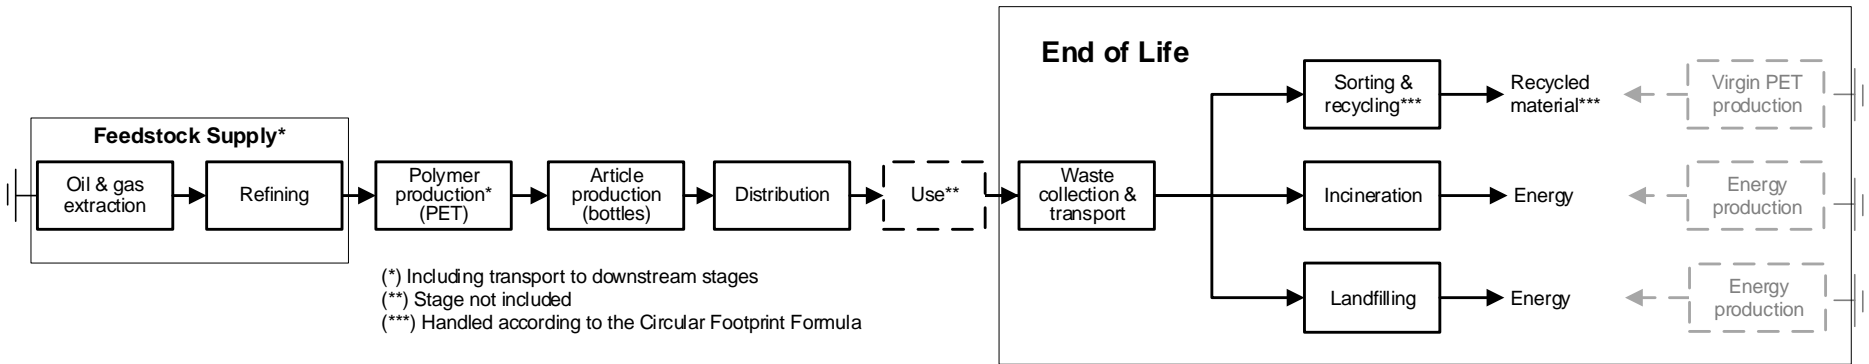 End of Life
Feedstock Supply*
Oil & gas
extraction
Refining
Polymer
production*
(PET)
Article
production
(bottles)
Distribution
Use**
Waste
collection &
transport
Sorting &
recycling***
Recycled
material***
Virgin PET
production
Incineration
Energy
Energy
production
Landfilling
Energy
Energy
production
(*) Including transport to downstream stages
(**) Stage not included
(***) Handled according to the Circular Footprint Formula